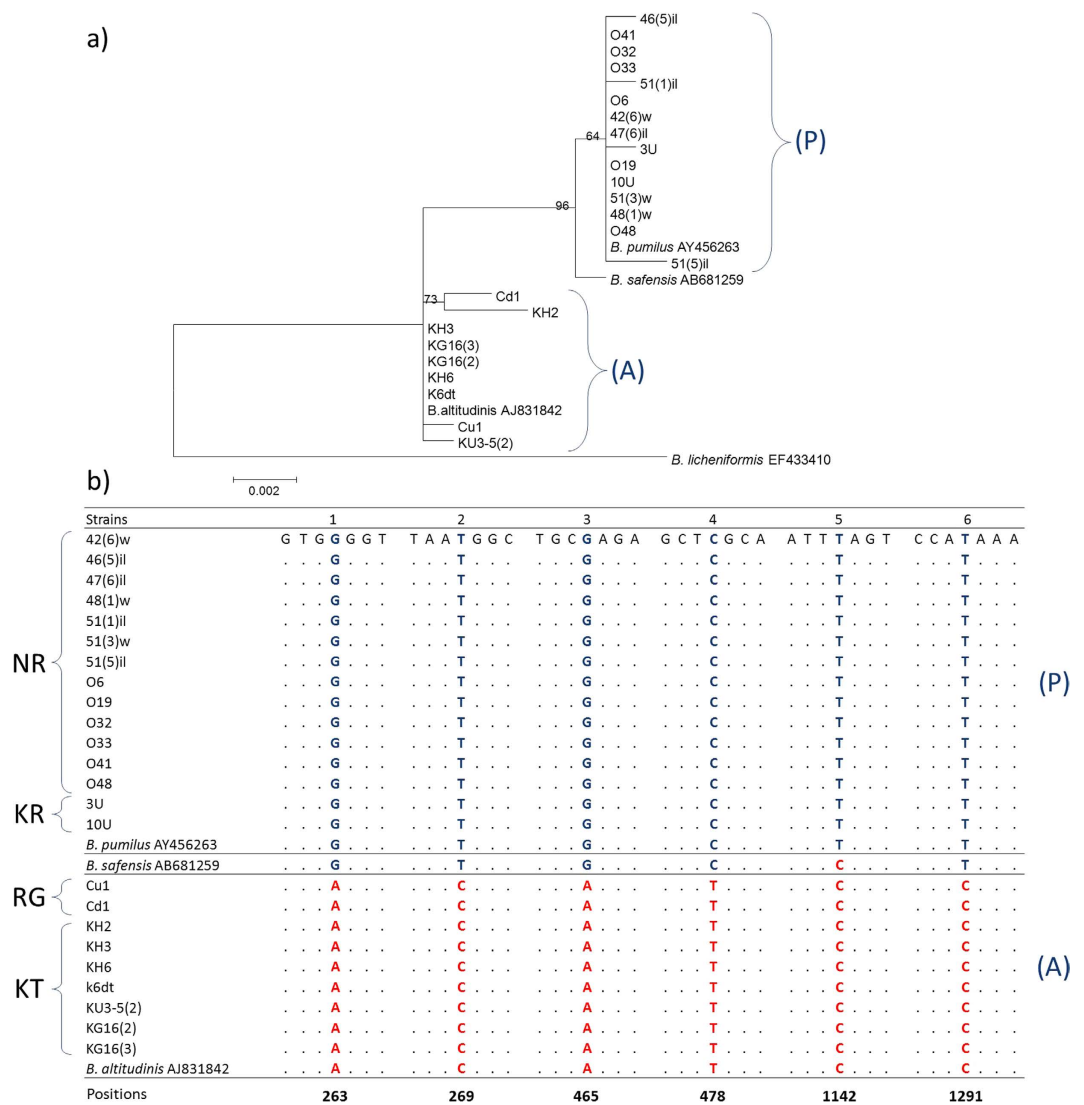 a)
46(5)il
O41
O32
O33
51(1)il
O6
42(6)w
47(6)il
64
3U
(P)
O19
10U
51(3)w
96
48(1)w
O48
B. pumilus AY456263
51(5)il
B. safensis AB681259
73
Cd1
KH2
KH3
KG16(3)
KG16(2)
(A)
KH6
K6dt
B.altitudinis AJ831842
Cu1
KU3-5(2)
B. licheniformis EF433410
0.002
b)
Strains 1 2 3 4 5 6
42(6)w G T G G G G T T A A T G G C T G C G A G A G C T C G C A A T T T A G T C C A T A A A
46(5)il . . . G . . . . . . T . . . . . . G . . . . . . C . . . . . . T . . . . . . T . . .
47(6)il . . . G . . . . . . T . . . . . . G . . . . . . C . . . . . . T . . . . . . T . . .
48(1)w . . . G . . . . . . T . . . . . . G . . . . . . C . . . . . . T . . . . . . T . . .
51(1)il . . . G . . . . . . T . . . . . . G . . . . . . C . . . . . . T . . . . . . T . . .
51(3)w . . . G . . . . . . T . . . . . . G . . . . . . C . . . . . . T . . . . . . T . . .
NR 51(5)il . . . G . . . . . . T . . . . . . G . . . . . . C . . . . . . T . . . . . . T . . .
O6 . . . G . . . . . . T . . . . . . G . . . . . . C . . . . . . T . . . . . . T . . . (P)
O19 . . . G . . . . . . T . . . . . . G . . . . . . C . . . . . . T . . . . . . T . . .
O32 . . . G . . . . . . T . . . . . . G . . . . . . C . . . . . . T . . . . . . T . . .
O33 . . . G . . . . . . T . . . . . . G . . . . . . C . . . . . . T . . . . . . T . . .
O41 . . . G . . . . . . T . . . . . . G . . . . . . C . . . . . . T . . . . . . T . . .
O48 . . . G . . . . . . T . . . . . . G . . . . . . C . . . . . . T . . . . . . T . . .
KR 3U . . . G . . . . . . T . . . . . . G . . . . . . C . . . . . . T . . . . . . T . . .
10U . . . G . . . . . . T . . . . . . G . . . . . . C . . . . . . T . . . . . . T . . .
B. pumilus AY456263 . . . G . . . . . . T . . . . . . G . . . . . . C . . . . . . T . . . . . . T . . .
B. safensis AB681259 . . . G . . . . . . T . . . . . . G . . . . . . C . . . . . . C . . . . . . T . . .
RG Cu1 . . . A . . . . . . C . . . . . . A . . . . . . T . . . . . . C . . . . . . C . . .
Cd1 . . . A . . . . . . C . . . . . . A . . . . . . T . . . . . . C . . . . . . C . . .
KH2 . . . A . . . . . . C . . . . . . A . . . . . . T . . . . . . C . . . . . . C . . .
KH3 . . . A . . . . . . C . . . . . . A . . . . . . T . . . . . . C . . . . . . C . . .
KH6 . . . A . . . . . . C . . . . . . A . . . . . . T . . . . . . C . . . . . . C . . . (A)
KT k6dt . . . A . . . . . . C . . . . . . A . . . . . . T . . . . . . C . . . . . . C . . .
KU3-5(2) . . . A . . . . . . C . . . . . . A . . . . . . T . . . . . . C . . . . . . C . . .
KG16(2) . . . A . . . . . . C . . . . . . A . . . . . . T . . . . . . C . . . . . . C . . .
KG16(3) . . . A . . . . . . C . . . . . . A . . . . . . T . . . . . . C . . . . . . C . . .
B. altitudinis AJ831842 . . . A . . . . . . C . . . . . . A . . . . . . T . . . . . . C . . . . . . C . . .
Positions 263 269 465 478 1142 1291